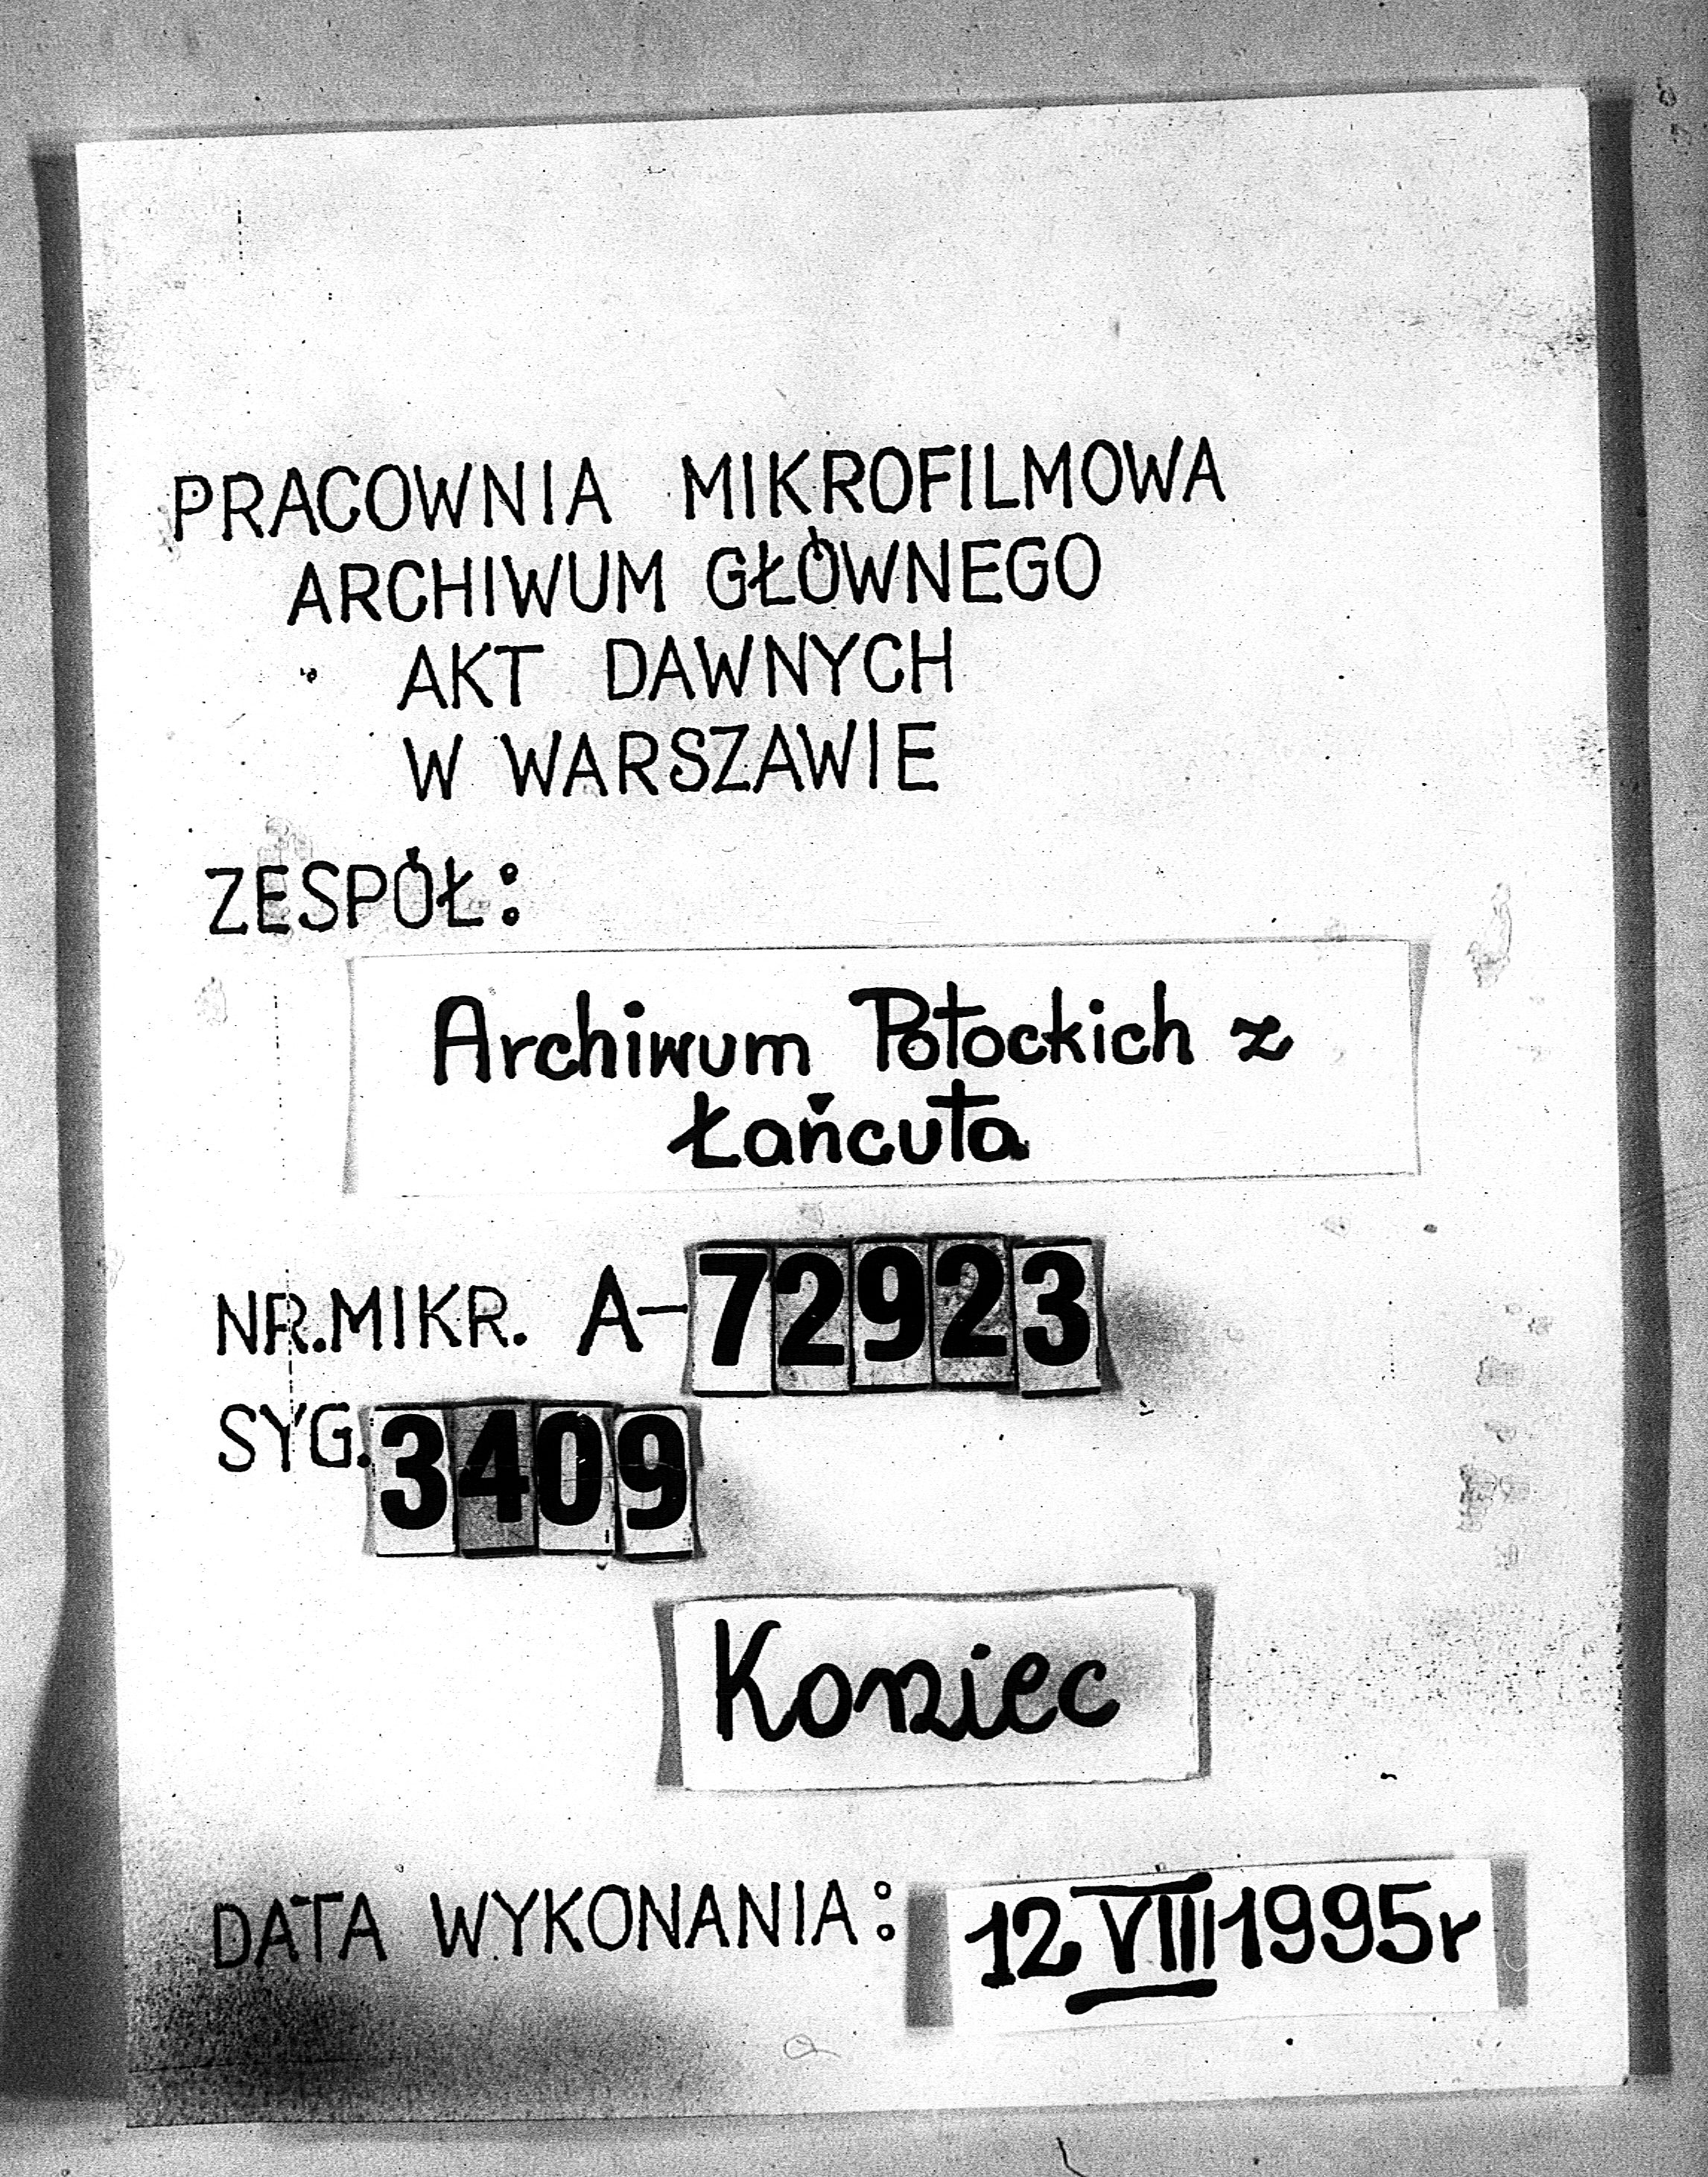 PRACOWNIA MIKROFILMOWA
ARCHIWUM GŁÓWNEGO
AKT DAWNYCH
W WARSZAWIE
ZESPÓŁ:
Archiwum Potockich z
Łańcuta
NR.MIKR. A-72923
SYG. 3409
Koniec
DATA WYKONANIA: 12 VIII 1995r